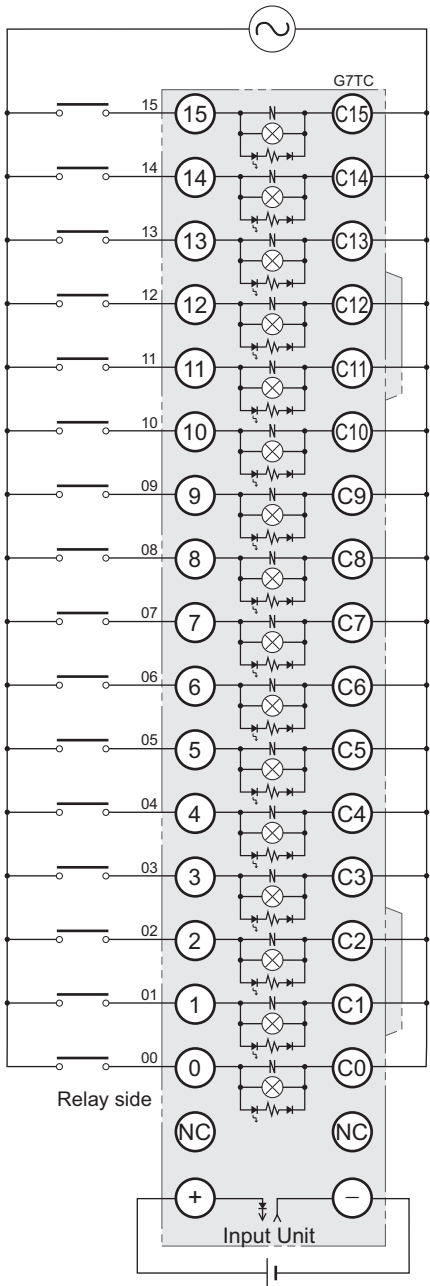 G7TC
15 15 C15
14 14 C14
13 13 C13
12 12 C12
11 11 C11
10 10 C10
09 9 C9
08 8 C8
07 7 C7
06 6 C6
05 5 C5
04 4 C4
03 3 C3
02 2 C2
01 1 C1
00 0 C0
Relay side
NC NC
+ −
Input Unit